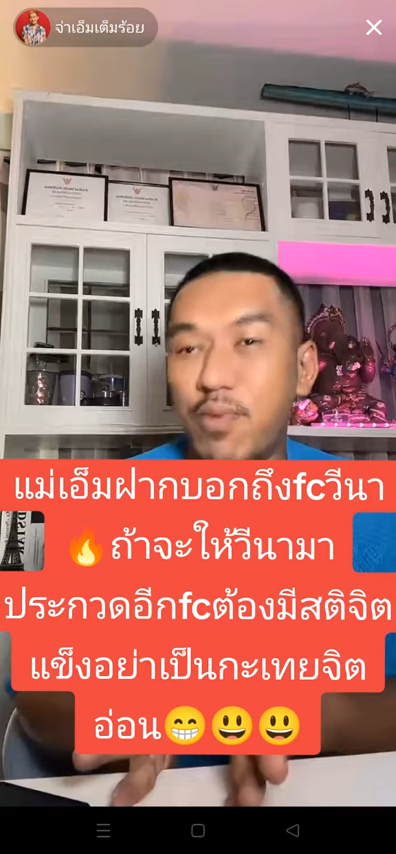 จ่าเอ็มเต็มร้อย
แม่เอ็มฝากบอกถึงfcวีนา
🔥ถ้าจะให้วีนามา
ประกวดอีกfcต้องมีสติจิต
แข็งอย่าเป็นกะเทยจิต
อ่อน😁😃😃